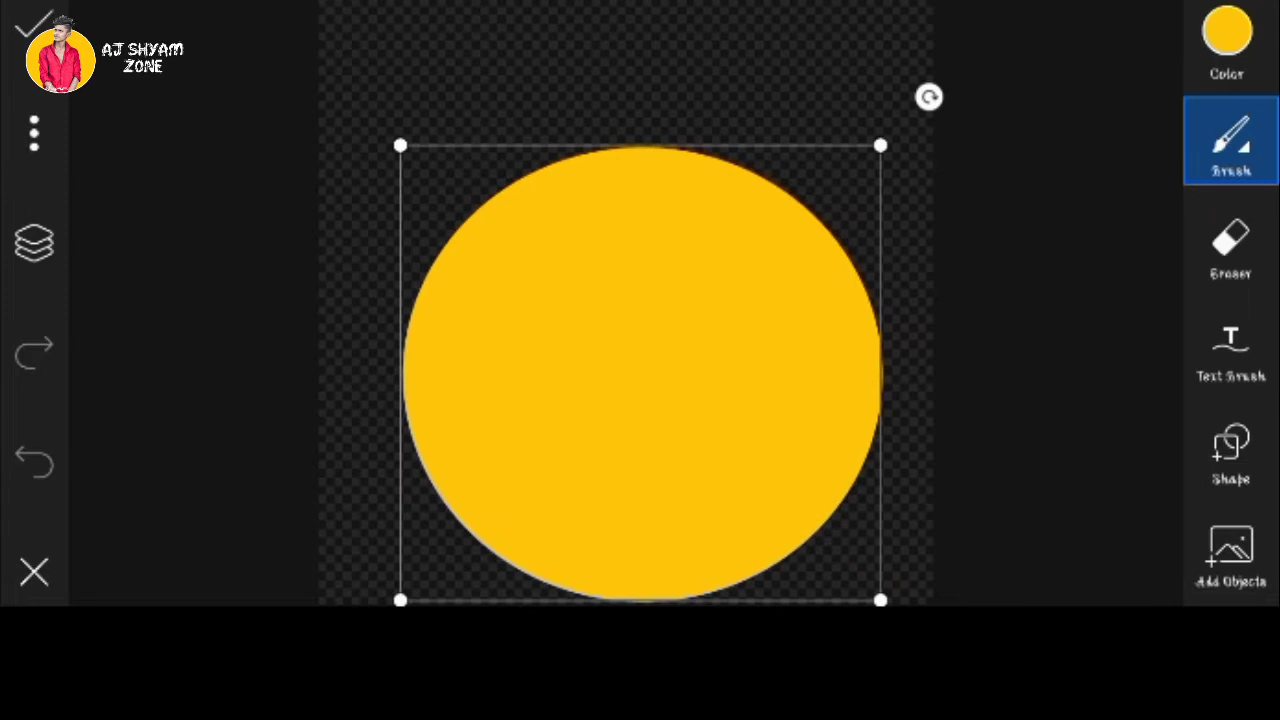 AJ SHYAM
ZONE
Color
Brush
Eraser
Text Brush
Shape
Add Objects